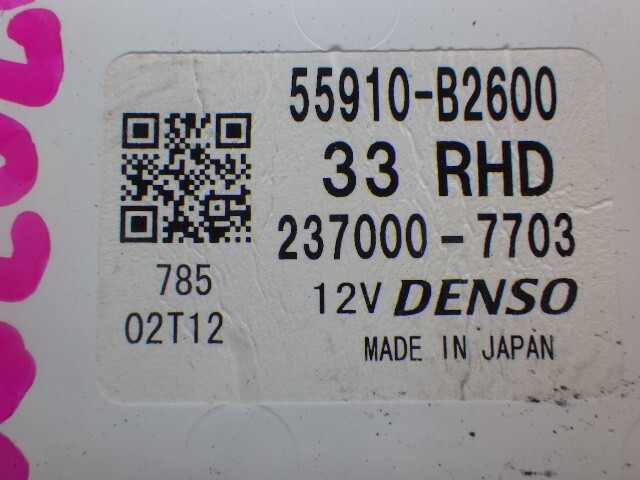 55910-B2600
33 RHD
237000-7703
785
12V DENSO
02T12
MADE IN JAPAN